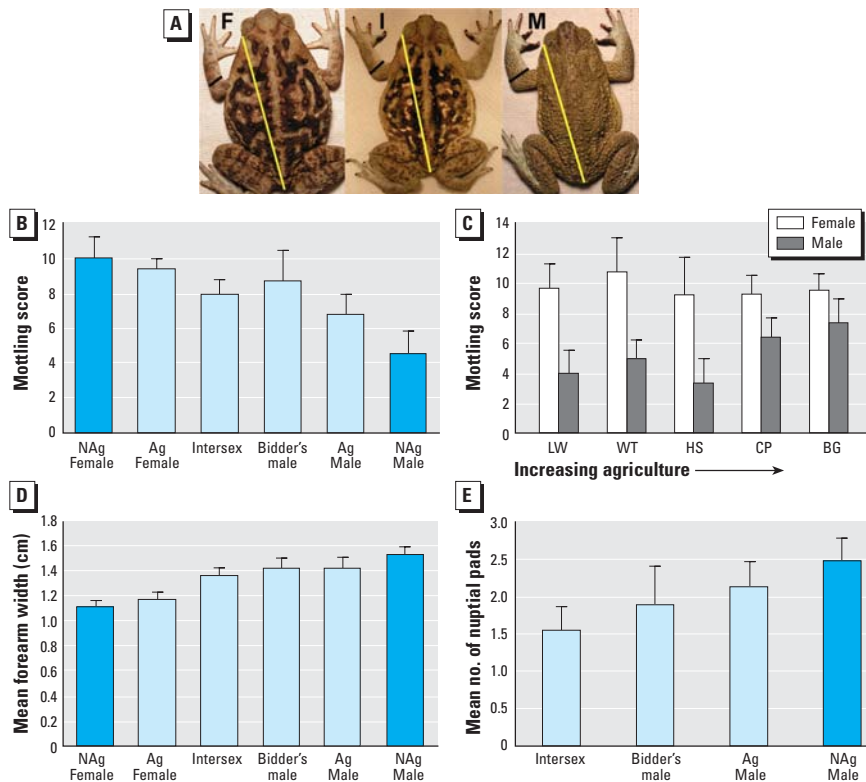 A
F
I
M
B
12
10
8
6
4
2
0
Mottling score
NAg
Female
Ag
Female
Intersex
Bidder's
male
Ag
Male
NAg
Male
C
14
12
10
8
6
4
2
0
Mottling score
Female
Male
LW
WT
HS
CP
BG
Increasing agriculture
D
1.8
1.6
1.4
1.2
1.0
0.8
0.6
0.4
0.2
0
Mean forearm width (cm)
NAg
Female
Ag
Female
Intersex
Bidder's
male
Ag
Male
NAg
Male
E
3.0
2.5
2.0
1.5
1.0
0.5
0
Mean no. of nuptial pads
Intersex
Bidder's
male
Ag
Male
NAg
Male